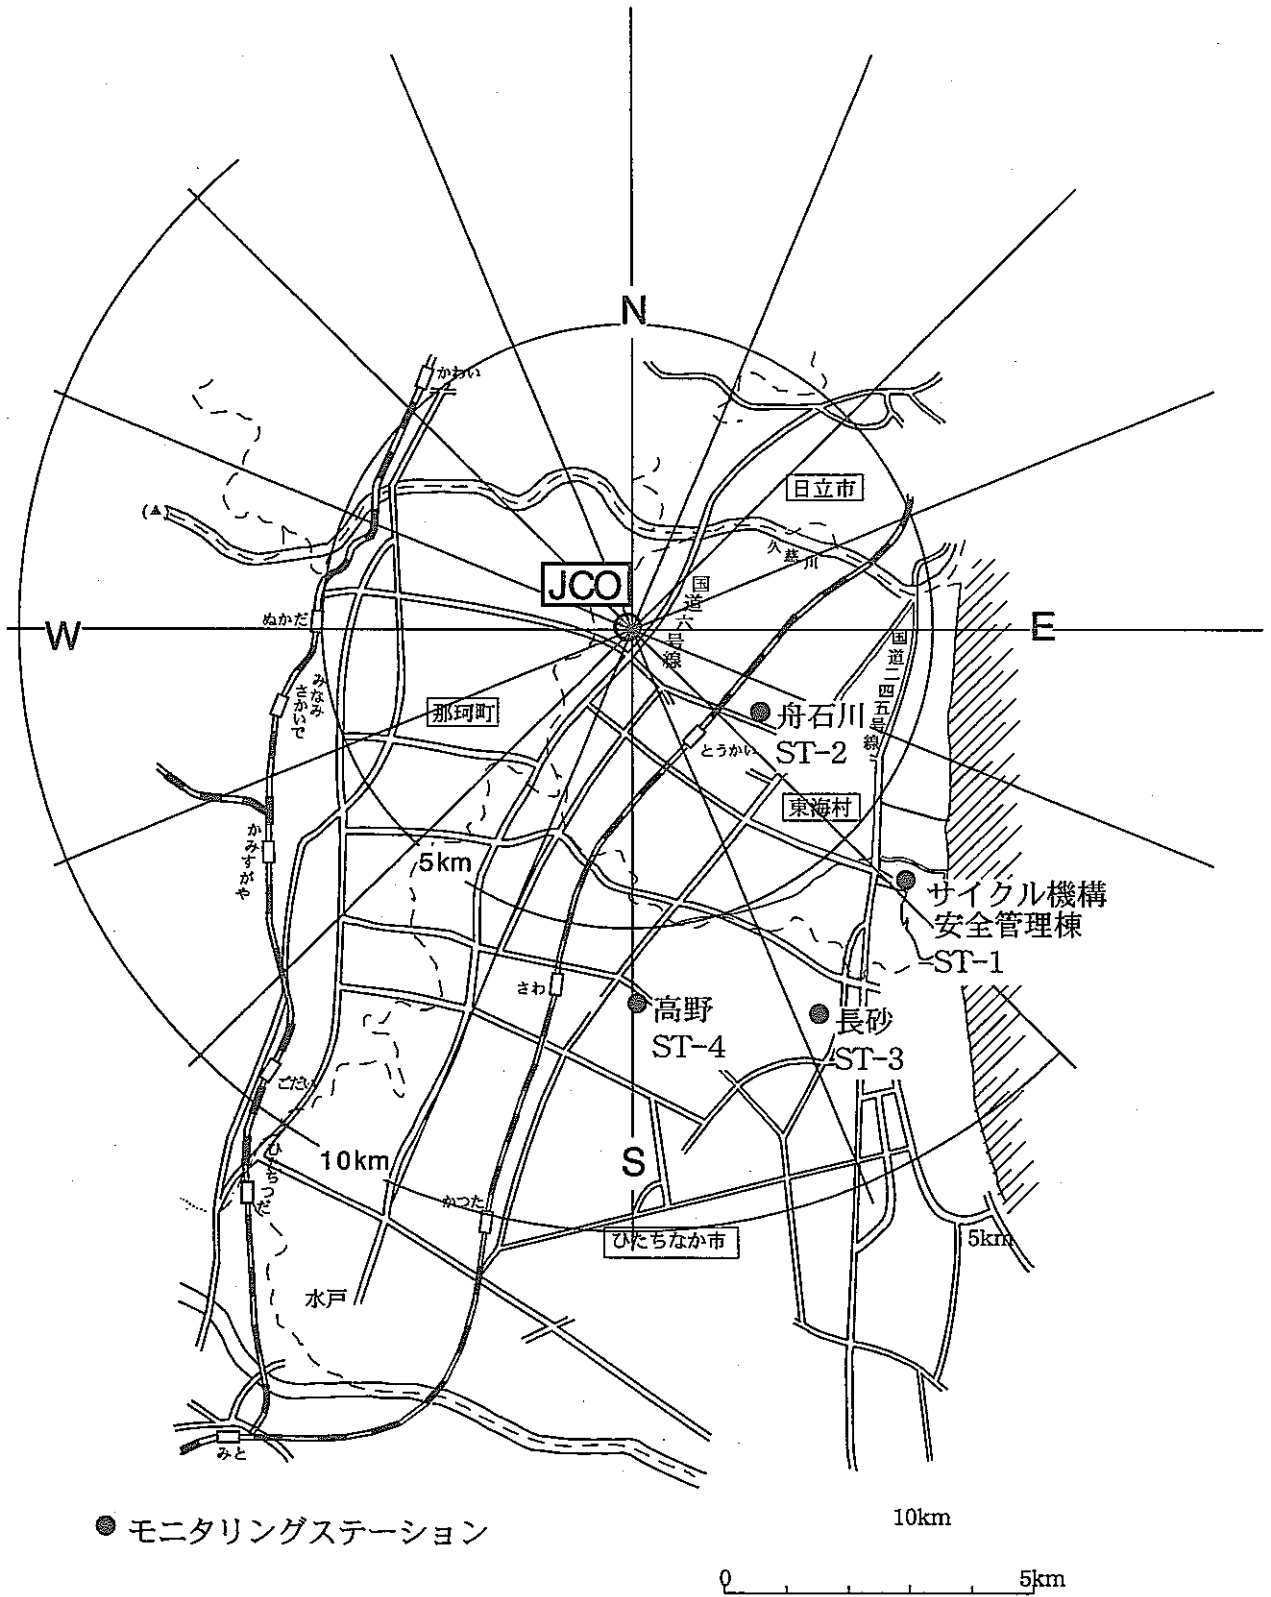 N
かわい
日立市
(▲)
久慈川
JCO
国道六号線
ぬかだ
W
E
国道二四五号線
みなみ
さかいで
那珂町
舟石川
ST-2
とうかい
東海村
かみすがや
5km
サイクル機構
安全管理棟
ST-1
さわ
高野
ST-4
長砂
ST-3
ごだい
ひたちつだ
10km
S
かつた
ひたちなか市
5km
水戸
みと
10km
● モニタリングステーション
0
5km